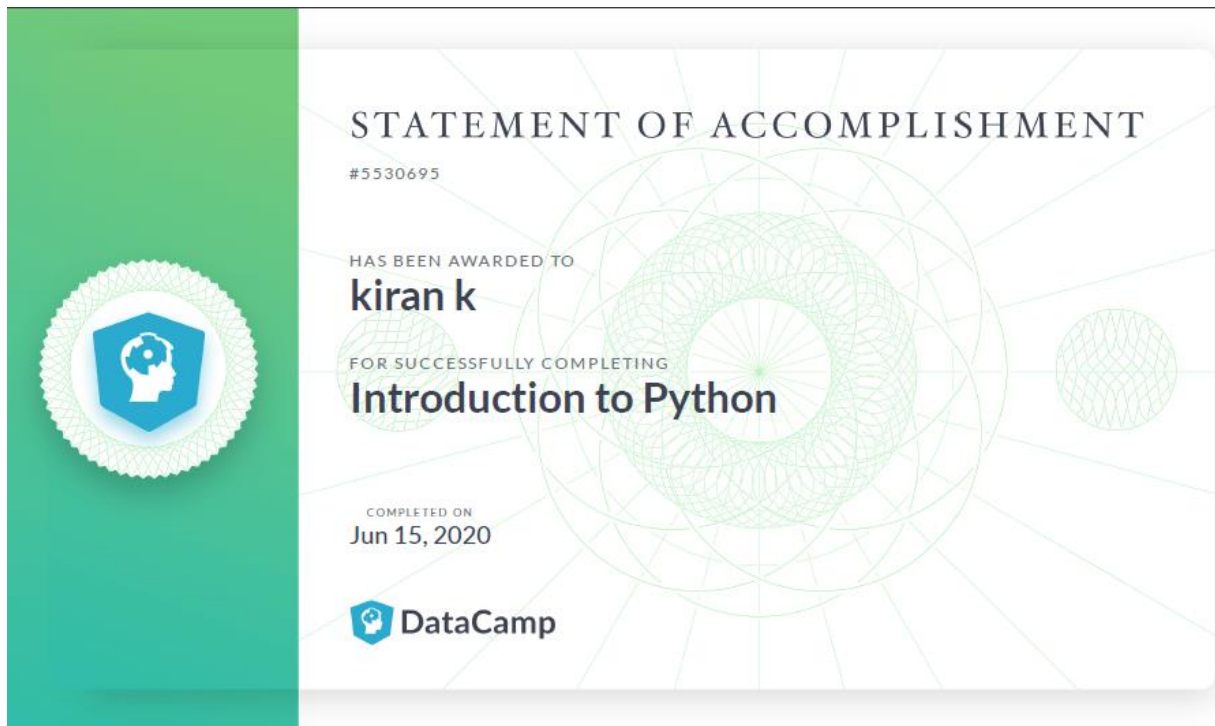 STATEMENT OF ACCOMPLISHMENT
#5530695
HAS BEEN AWARDED TO
kiran k
FOR SUCCESSFULLY COMPLETING
Introduction to Python
COMPLETED ON
Jun 15, 2020
DataCamp